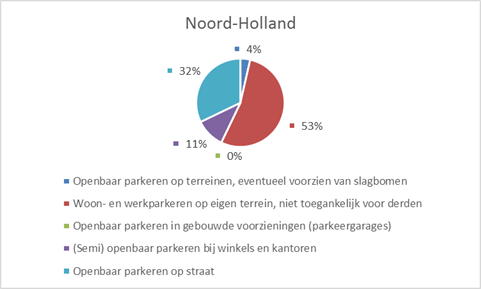 Noord-Holland
4%
32%
53%
11%
0%
Openbaar parkeren op terreinen, eventueel voorzien van slagbomen
Woon- en werkparkeren op eigen terrein, niet toegankelijk voor derden
Openbaar parkeren in gebouwde voorzieningen (parkeergarages)
(Semi) openbaar parkeren bij winkels en kantoren
Openbaar parkeren op straat